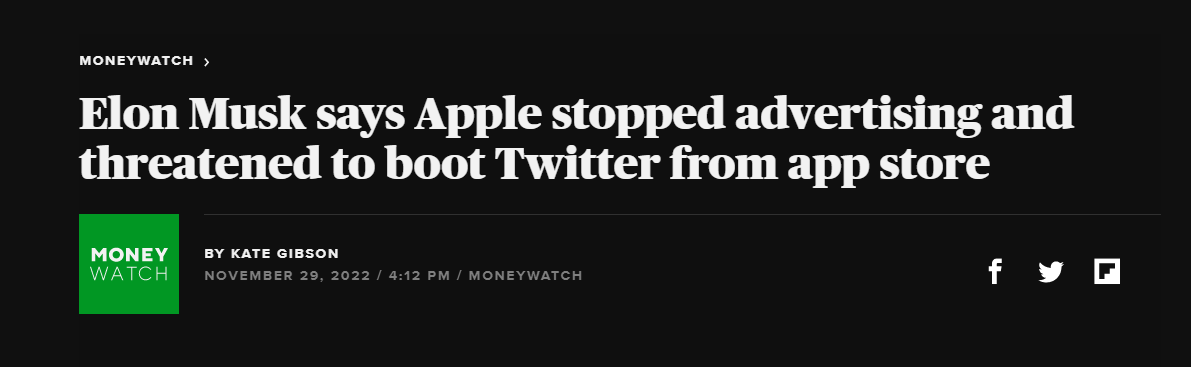 MONEYWATCH ›
Elon Musk says Apple stopped advertising and
threatened to boot Twitter from app store
MONEY
WATCH
BY KATE GIBSON
NOVEMBER 29, 2022 / 4:12 PM / MONEYWATCH